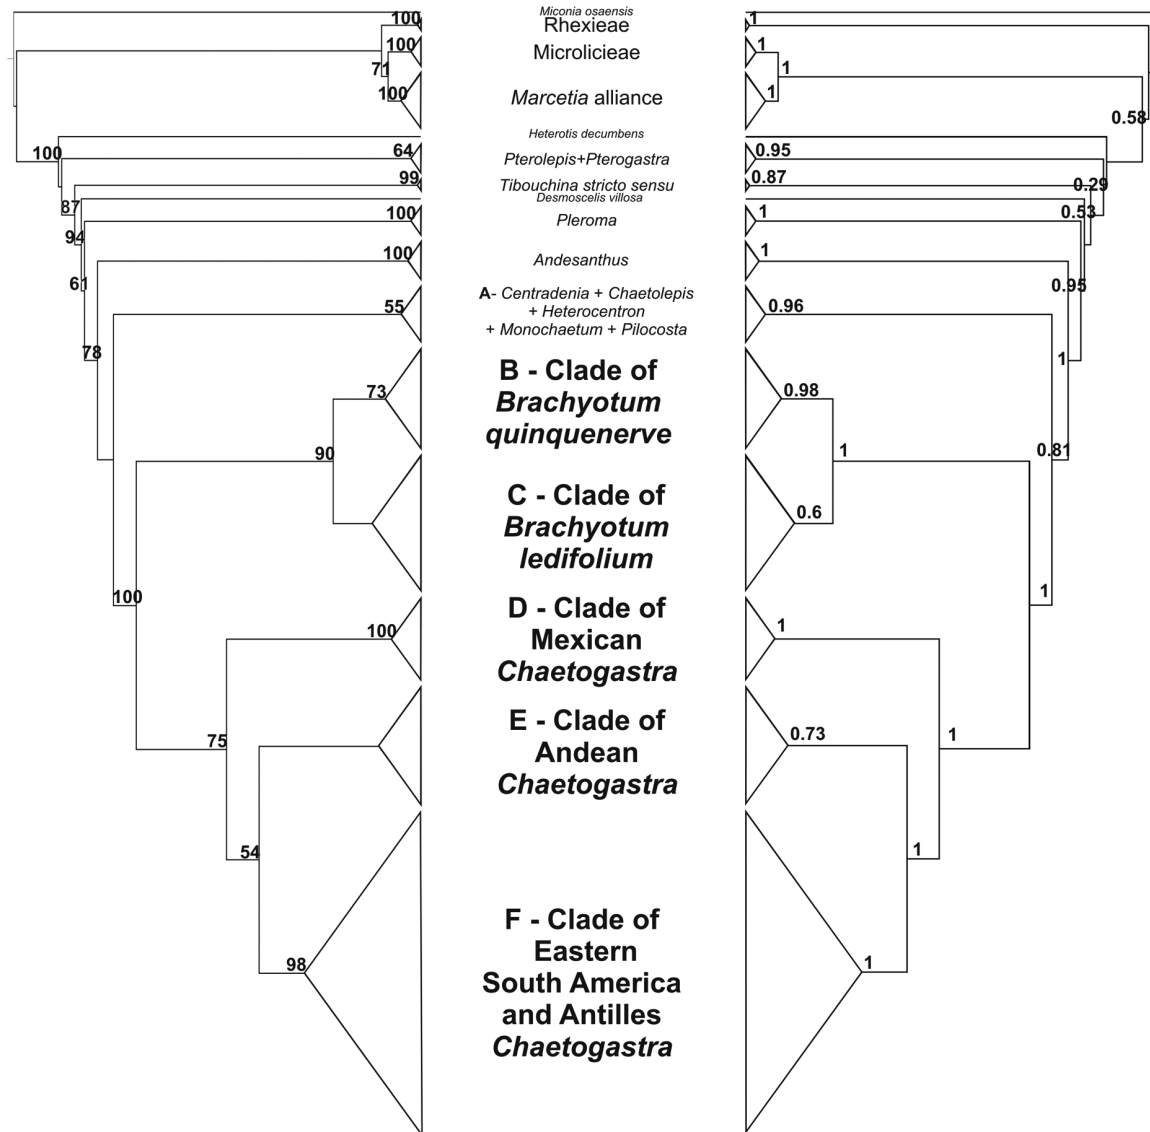 Miconia osaensis
100 Rhexieae 1
100 Microlicieae 1
71 1
100 Marcetia alliance 1
0.58
Heterotis decumbens
100 64 Pterolepis+Pterogastra 0.95
99 Tibouchina stricto sensu 0.87 0.29
Desmoscelis villosa
87 0.53
100 Pleroma 1
94
100 Andesanthus 1
61 0.95
A- Centradenia + Chaetolepis
55 + Heterocentron 0.96
+ Monochaetum + Pilocosta
78 1
B - Clade of
73 Brachyotum 0.98
quinquenerve
90 1 0.81
C - Clade of
Brachyotum 0.6
ledifolium
100 1
D - Clade of
100 Mexican 1
Chaetogastra
E - Clade of
75 Andean 0.73 1
Chaetogastra
54 1
F - Clade of
Eastern
98 South America 1
and Antilles
Chaetogastra